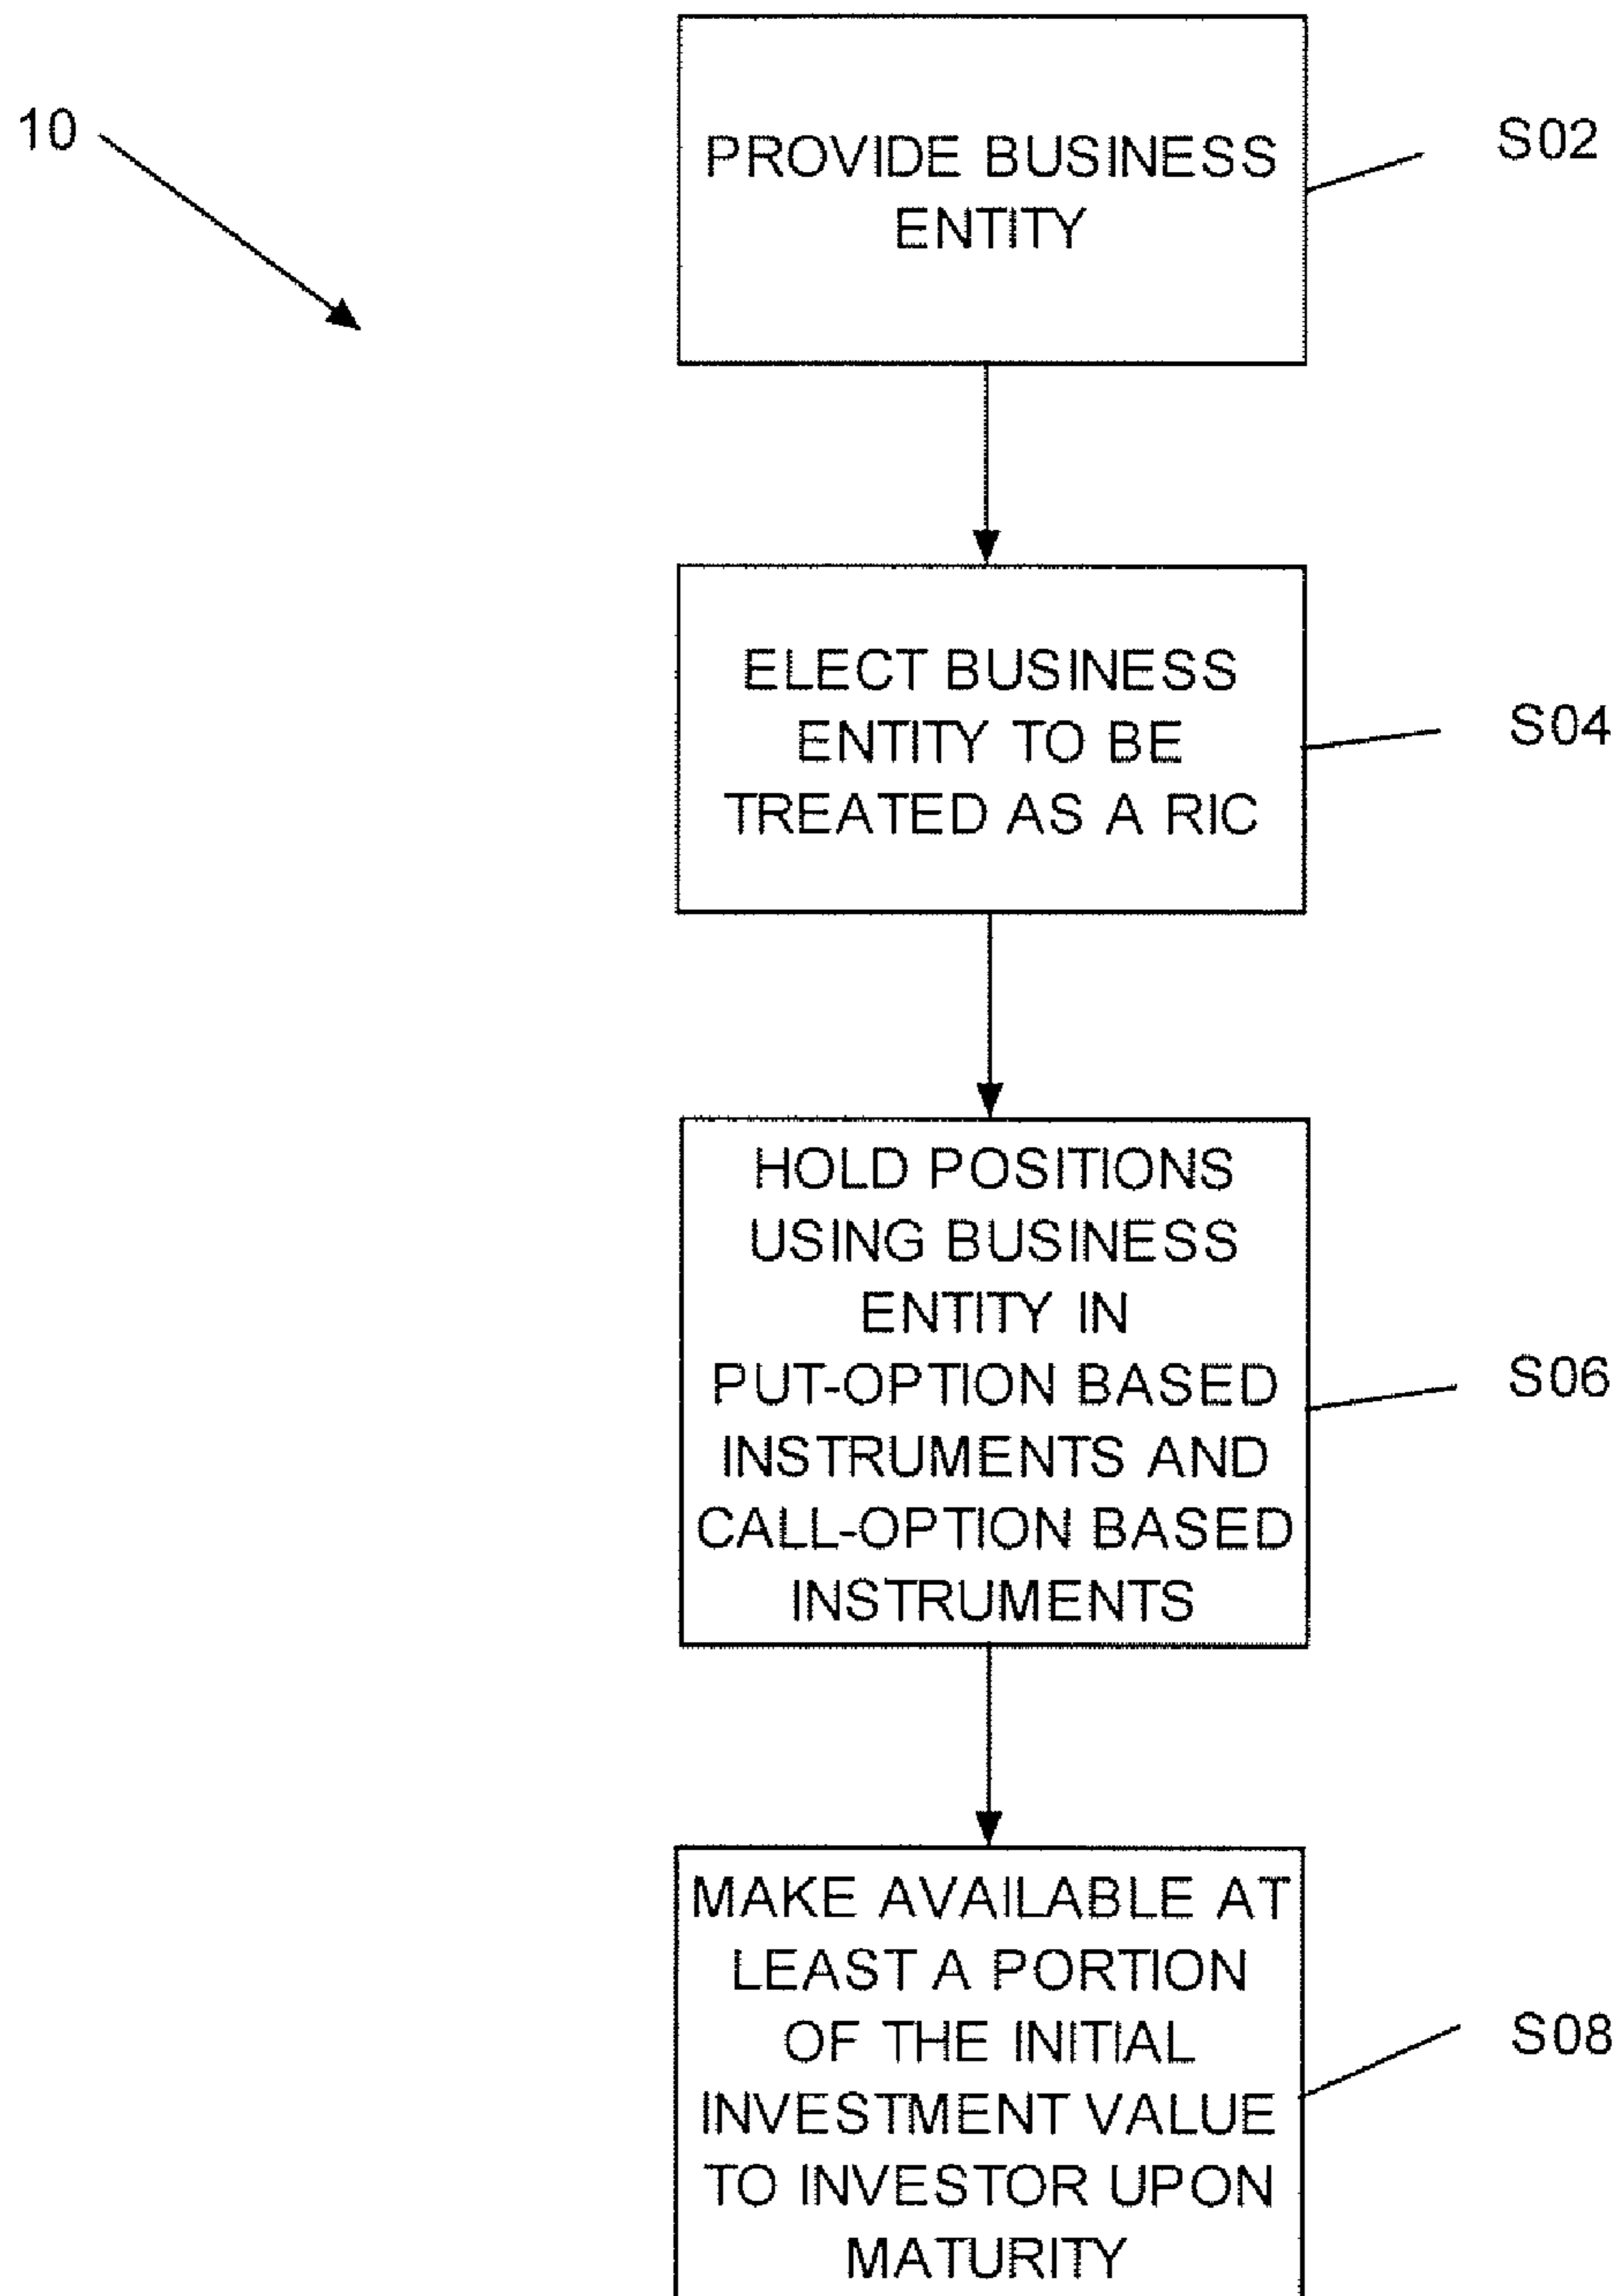 10
PROVIDE BUSINESS
ENTITY
S02
ELECT BUSINESS
ENTITY TO BE
TREATED AS A RIC
S04
HOLD POSITIONS
USING BUSINESS
ENTITY IN
PUT-OPTION BASED
INSTRUMENTS AND
CALL-OPTION BASED
INSTRUMENTS
S06
MAKE AVAILABLE AT
LEAST A PORTION
OF THE INITIAL
INVESTMENT VALUE
TO INVESTOR UPON
MATURITY
S08